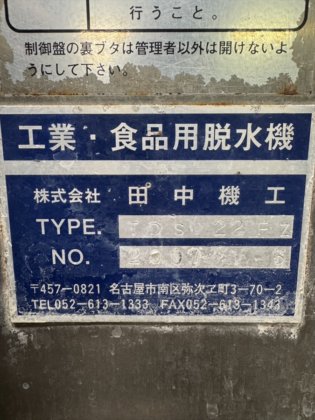 行うこと。
制御盤の裏ブタは管理者以外は開けないよ
うにして下さい。
工業・食品用脱水機
株式会社 田中機工
TYPE.
NO.
〒457-0821 名古屋市南区弥次ヱ町3-70-2
TEL052-613-1333 FAX052-613-1343